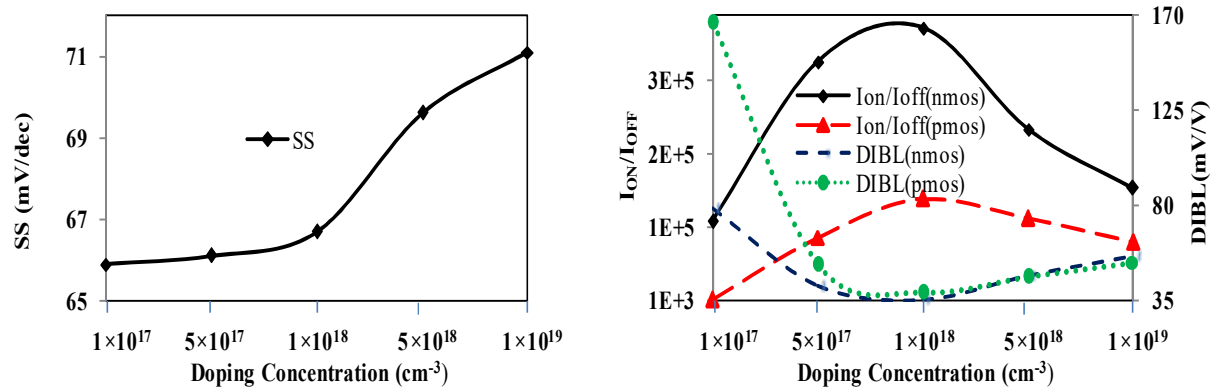 71
69
67
65
SS (mV/dec)
SS
1×10¹⁷ 5×10¹⁷ 1×10¹⁸ 5×10¹⁸ 1×10¹⁹
Doping Concentration (cm⁻³)
3E+5
2E+5
1E+5
1E+3
I_ON/I_OFF
Ion/Ioff(nmos)
Ion/Ioff(pmos)
DIBL(nmos)
DIBL(pmos)
170
125
80
35
DIBL(mV/V)
1×10¹⁷ 5×10¹⁷ 1×10¹⁸ 5×10¹⁸ 1×10¹⁹
Doping Concentration (cm⁻³)